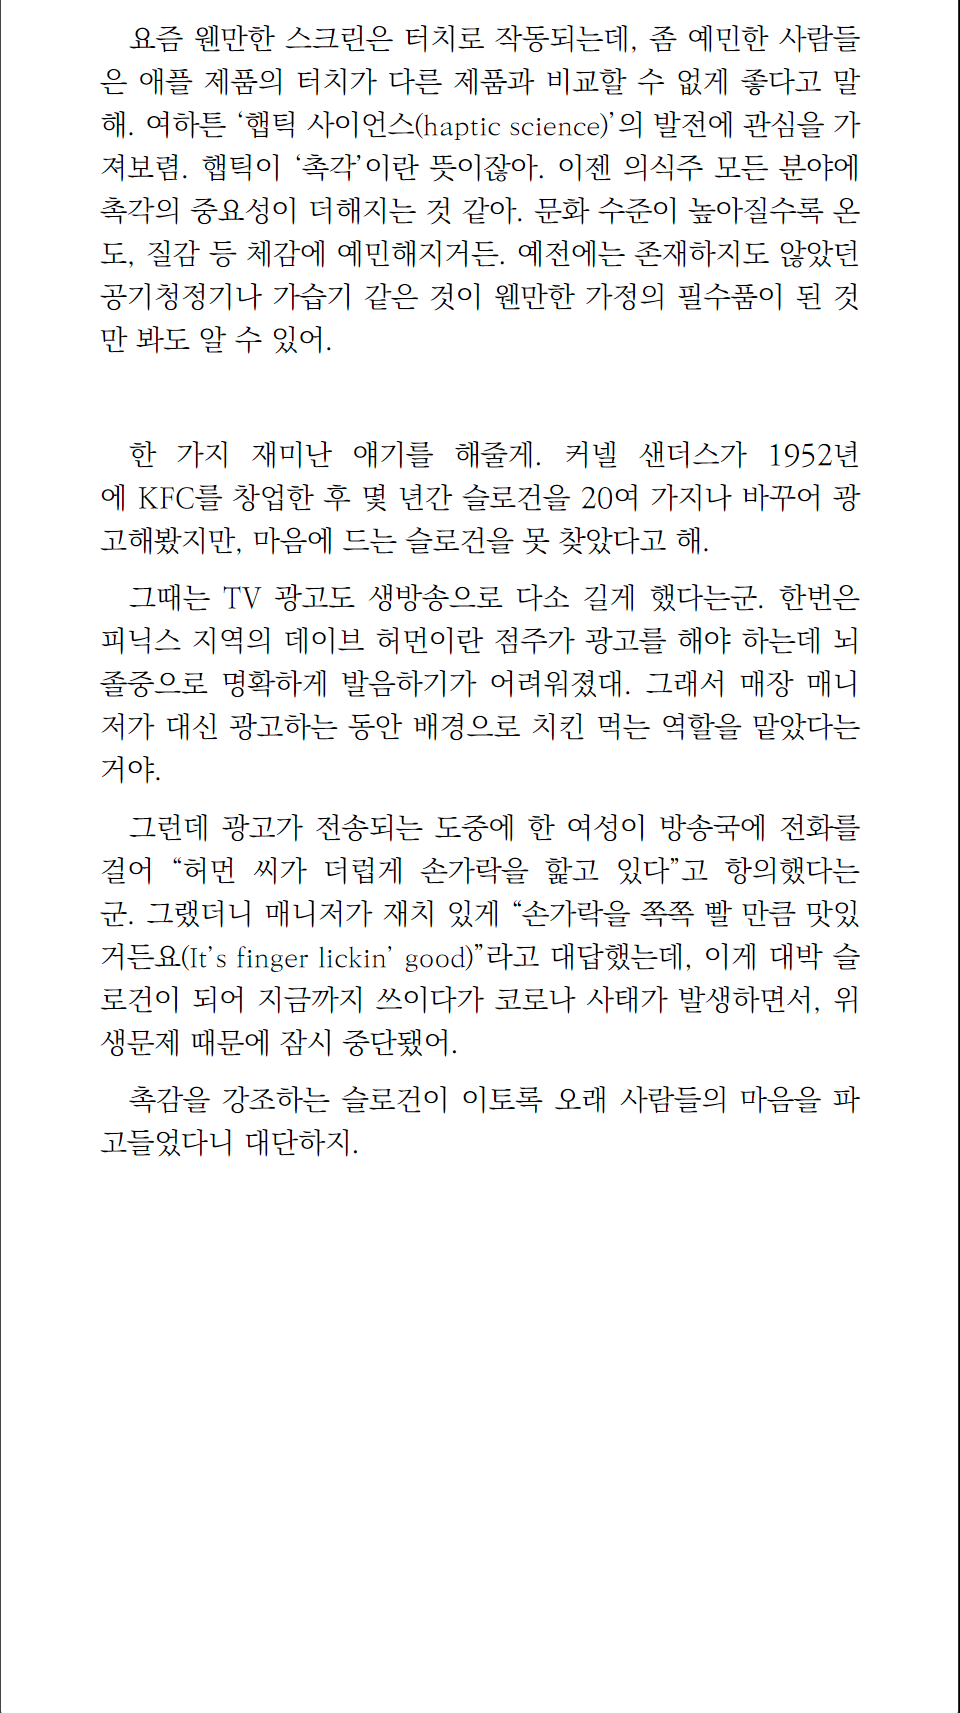 요즘 웬만한 스크린은 터치로 작동되는데, 좀 예민한 사람들
은 애플 제품의 터치가 다른 제품과 비교할 수 없게 좋다고 말
해. 여하튼 ‘햅틱 사이언스(haptic science)’의 발전에 관심을 가
져보렴. 햅틱이 ‘촉각’이란 뜻이잖아. 이젠 의식주 모든 분야에
촉각의 중요성이 더해지는 것 같아. 문화 수준이 높아질수록 온
도, 질감 등 체감에 예민해지거든. 예전에는 존재하지도 않았던
공기청정기나 가습기 같은 것이 웬만한 가정의 필수품이 된 것
만 봐도 알 수 있어.
한 가지 재미난 얘기를 해줄게. 커넬 샌더스가 1952년
에 KFC를 창업한 후 몇 년간 슬로건을 20여 가지나 바꾸어 광
고해봤지만, 마음에 드는 슬로건을 못 찾았다고 해.
그때는 TV 광고도 생방송으로 다소 길게 했다는군. 한번은
피닉스 지역의 데이브 허먼이란 점주가 광고를 해야 하는데 뇌
졸중으로 명확하게 발음하기가 어려워졌대. 그래서 매장 매니
저가 대신 광고하는 동안 배경으로 치킨 먹는 역할을 맡았다는
거야.
그런데 광고가 전송되는 도중에 한 여성이 방송국에 전화를
걸어 “허먼 씨가 더럽게 손가락을 핥고 있다”고 항의했다는
군. 그랬더니 매니저가 재치 있게 “손가락을 쪽쪽 빨 만큼 맛있
거든요(It’s finger lickin’ good)”라고 대답했는데, 이게 대박 슬
로건이 되어 지금까지 쓰이다가 코로나 사태가 발생하면서, 위
생문제 때문에 잠시 중단됐어.
촉감을 강조하는 슬로건이 이토록 오래 사람들의 마음을 파
고들었다니 대단하지.